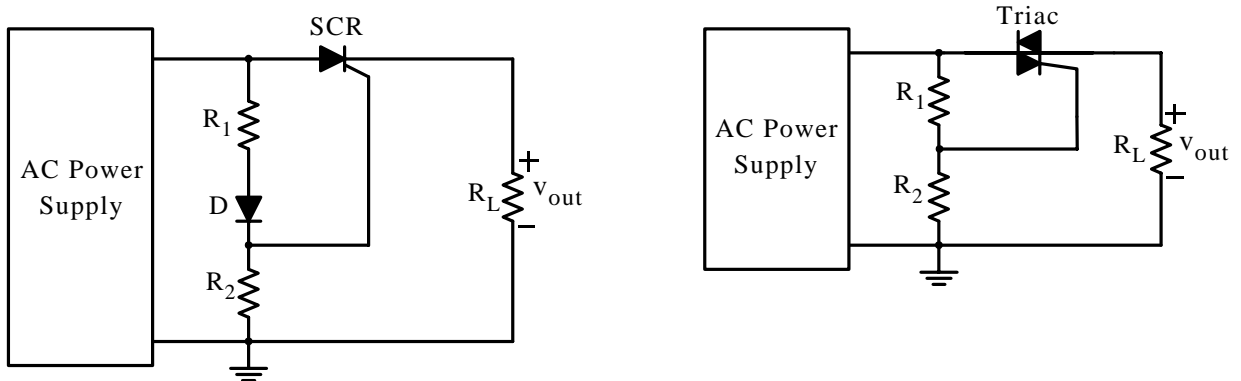 SCR
R1
AC Power
Supply
D
R2
RL
+
vout
−
Triac
R1
AC Power
Supply
R2
RL
+
vout
−